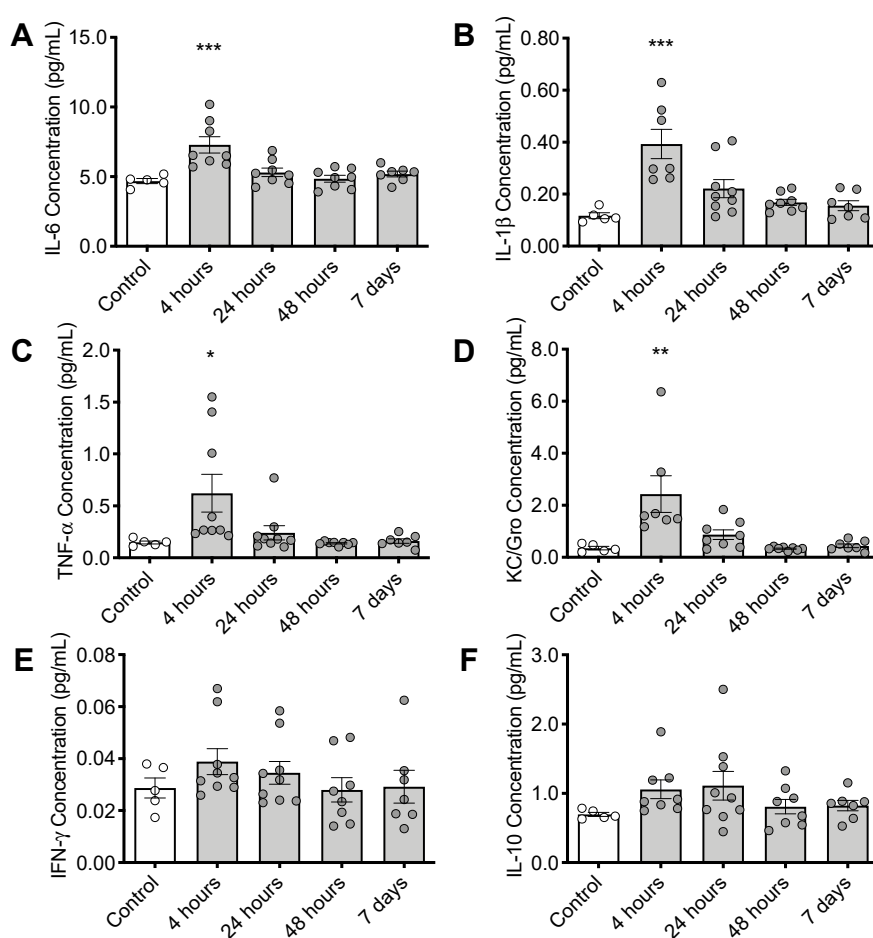 A
IL-6 Concentration (pg/mL)
15.0
10.0
5.0
0.0
***
Control
4 hours
24 hours
48 hours
7 days
B
IL-1β Concentration (pg/mL)
0.80
0.60
0.40
0.20
0.00
***
Control
4 hours
24 hours
48 hours
7 days
C
TNF-α Concentration (pg/mL)
2.0
1.5
1.0
0.5
0.0
*
Control
4 hours
24 hours
48 hours
7 days
D
KC/Gro Concentration (pg/mL)
8.0
6.0
4.0
2.0
0.0
**
Control
4 hours
24 hours
48 hours
7 days
E
IFN-γ Concentration (pg/mL)
0.08
0.06
0.04
0.02
0.00
Control
4 hours
24 hours
48 hours
7 days
F
IL-10 Concentration (pg/mL)
3.0
2.0
1.0
0.0
Control
4 hours
24 hours
48 hours
7 days